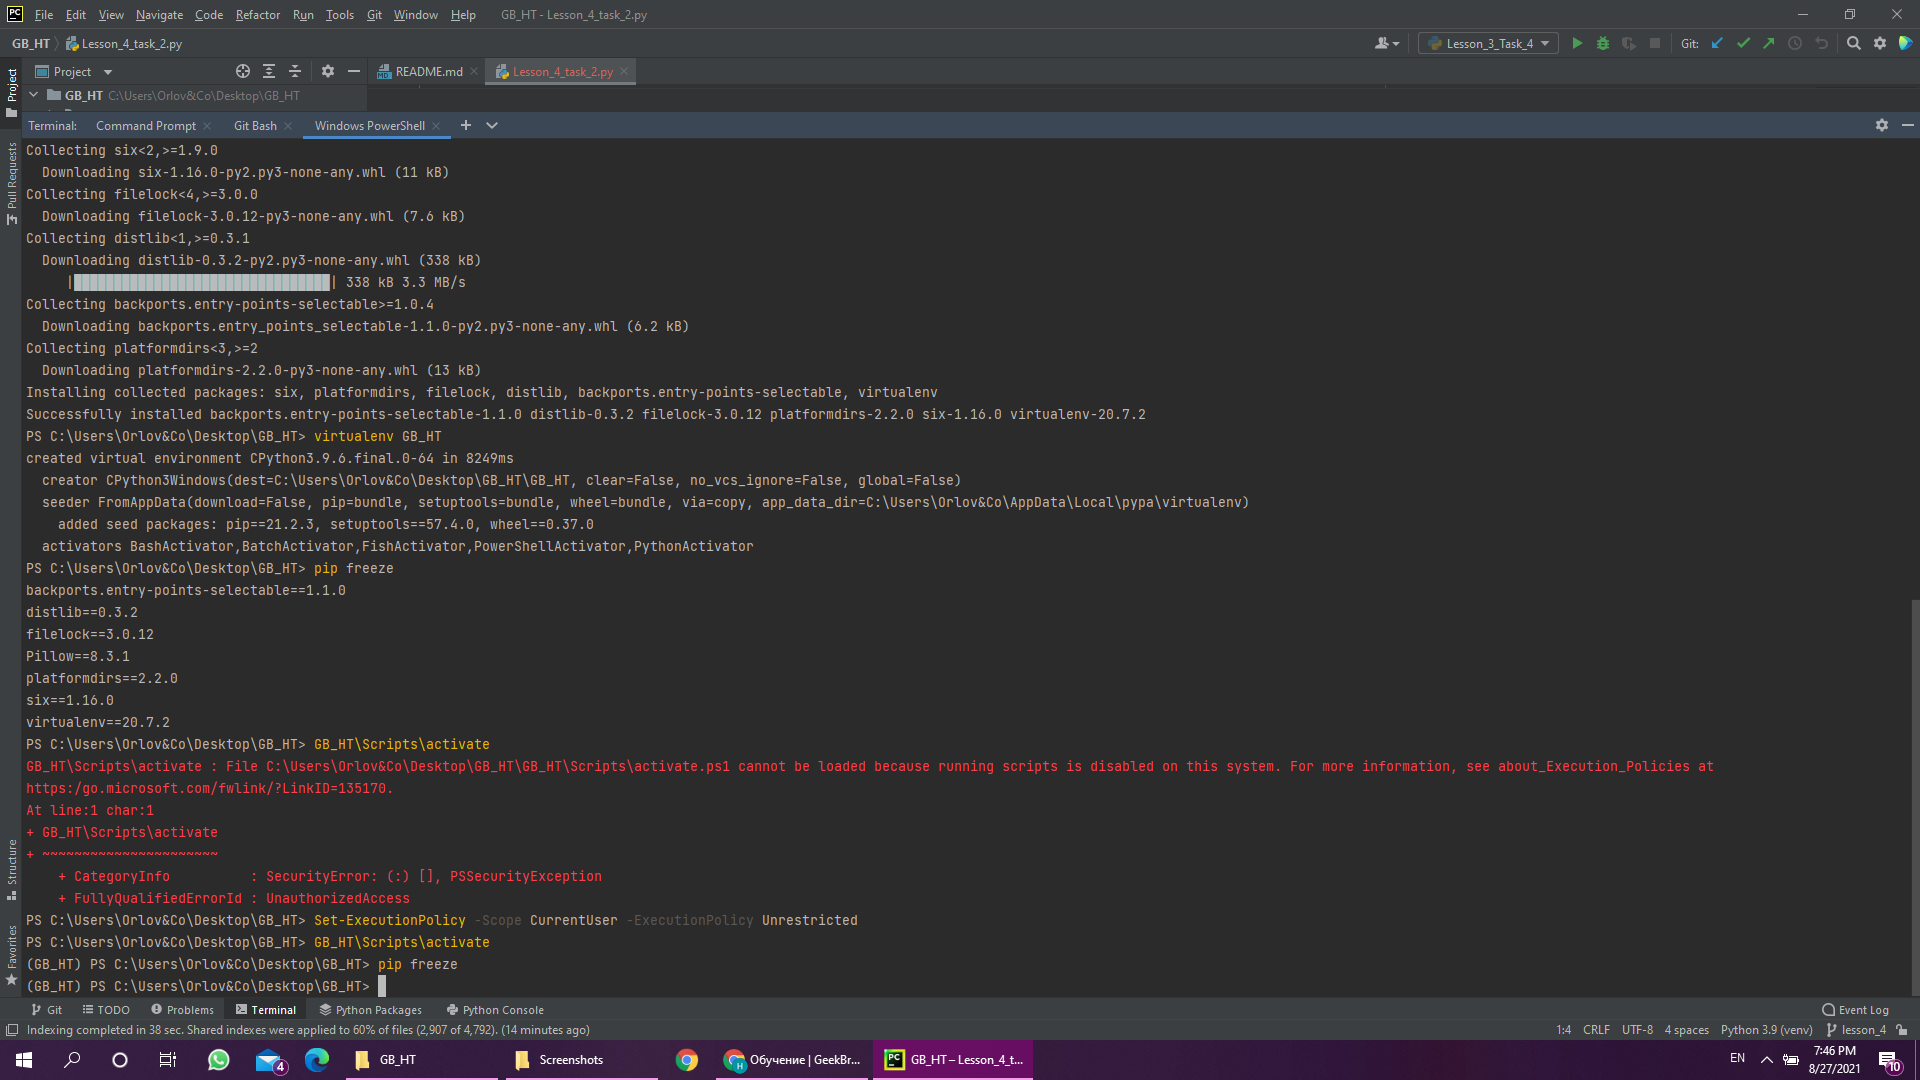 PC File Edit View Navigate Code Refactor Run Tools Git Window Help GB_HT - Lesson_4_task_2.py
GB_HT Lesson_4_task_2.py Lesson_3_Task_4 Git:
Project README.md Lesson_4_task_2.py
GB_HT C:\Users\Orlov&Co\Desktop\GB_HT
Terminal: Command Prompt Git Bash Windows PowerShell
Collecting six<2,>=1.9.0
Downloading six-1.16.0-py2.py3-none-any.whl (11 kB)
Collecting filelock<4,>=3.0.0
Downloading filelock-3.0.12-py3-none-any.whl (7.6 kB)
Collecting distlib<1,>=0.3.1
Downloading distlib-0.3.2-py2.py3-none-any.whl (338 kB)
|████████████████████████████████| 338 kB 3.3 MB/s
Collecting backports.entry-points-selectable>=1.0.4
Downloading backports.entry_points_selectable-1.1.0-py2.py3-none-any.whl (6.2 kB)
Collecting platformdirs<3,>=2
Downloading platformdirs-2.2.0-py3-none-any.whl (13 kB)
Installing collected packages: six, platformdirs, filelock, distlib, backports.entry-points-selectable, virtualenv
Successfully installed backports.entry-points-selectable-1.1.0 distlib-0.3.2 filelock-3.0.12 platformdirs-2.2.0 six-1.16.0 virtualenv-20.7.2
PS C:\Users\Orlov&Co\Desktop\GB_HT> virtualenv GB_HT
created virtual environment CPython3.9.6.final.0-64 in 8249ms
creator CPython3Windows(dest=C:\Users\Orlov&Co\Desktop\GB_HT\GB_HT, clear=False, no_vcs_ignore=False, global=False)
seeder FromAppData(download=False, pip=bundle, setuptools=bundle, wheel=bundle, via=copy, app_data_dir=C:\Users\Orlov&Co\AppData\Local\pypa\virtualenv)
added seed packages: pip==21.2.3, setuptools==57.4.0, wheel==0.37.0
activators BashActivator,BatchActivator,FishActivator,PowerShellActivator,PythonActivator
PS C:\Users\Orlov&Co\Desktop\GB_HT> pip freeze
backports.entry-points-selectable==1.1.0
distlib==0.3.2
filelock==3.0.12
Pillow==8.3.1
platformdirs==2.2.0
six==1.16.0
virtualenv==20.7.2
PS C:\Users\Orlov&Co\Desktop\GB_HT> GB_HT\Scripts\activate
GB_HT\Scripts\activate : File C:\Users\Orlov&Co\Desktop\GB_HT\GB_HT\Scripts\activate.ps1 cannot be loaded because running scripts is disabled on this system. For more information, see about_Execution_Policies at
https:/go.microsoft.com/fwlink/?LinkID=135170.
At line:1 char:1
+ GB_HT\Scripts\activate
+ ~~~~~~~~~~~~~~~~~~~~~~
+ CategoryInfo : SecurityError: (:) [], PSSecurityException
+ FullyQualifiedErrorId : UnauthorizedAccess
PS C:\Users\Orlov&Co\Desktop\GB_HT> Set-ExecutionPolicy -Scope CurrentUser -ExecutionPolicy Unrestricted
PS C:\Users\Orlov&Co\Desktop\GB_HT> GB_HT\Scripts\activate
(GB_HT) PS C:\Users\Orlov&Co\Desktop\GB_HT> pip freeze
(GB_HT) PS C:\Users\Orlov&Co\Desktop\GB_HT>
Project
Pull Requests
Structure
Favorites
Git TODO Problems Terminal Python Packages Python Console Event Log
Indexing completed in 38 sec. Shared indexes were applied to 60% of files (2,907 of 4,792). (14 minutes ago) 1:4 CRLF UTF-8 4 spaces Python 3.9 (venv) lesson_4
4 GB_HT Screenshots H Обучение | GeekBr... PC GB_HT – Lesson_4_t... EN 7:46 PM
8/27/2021 10